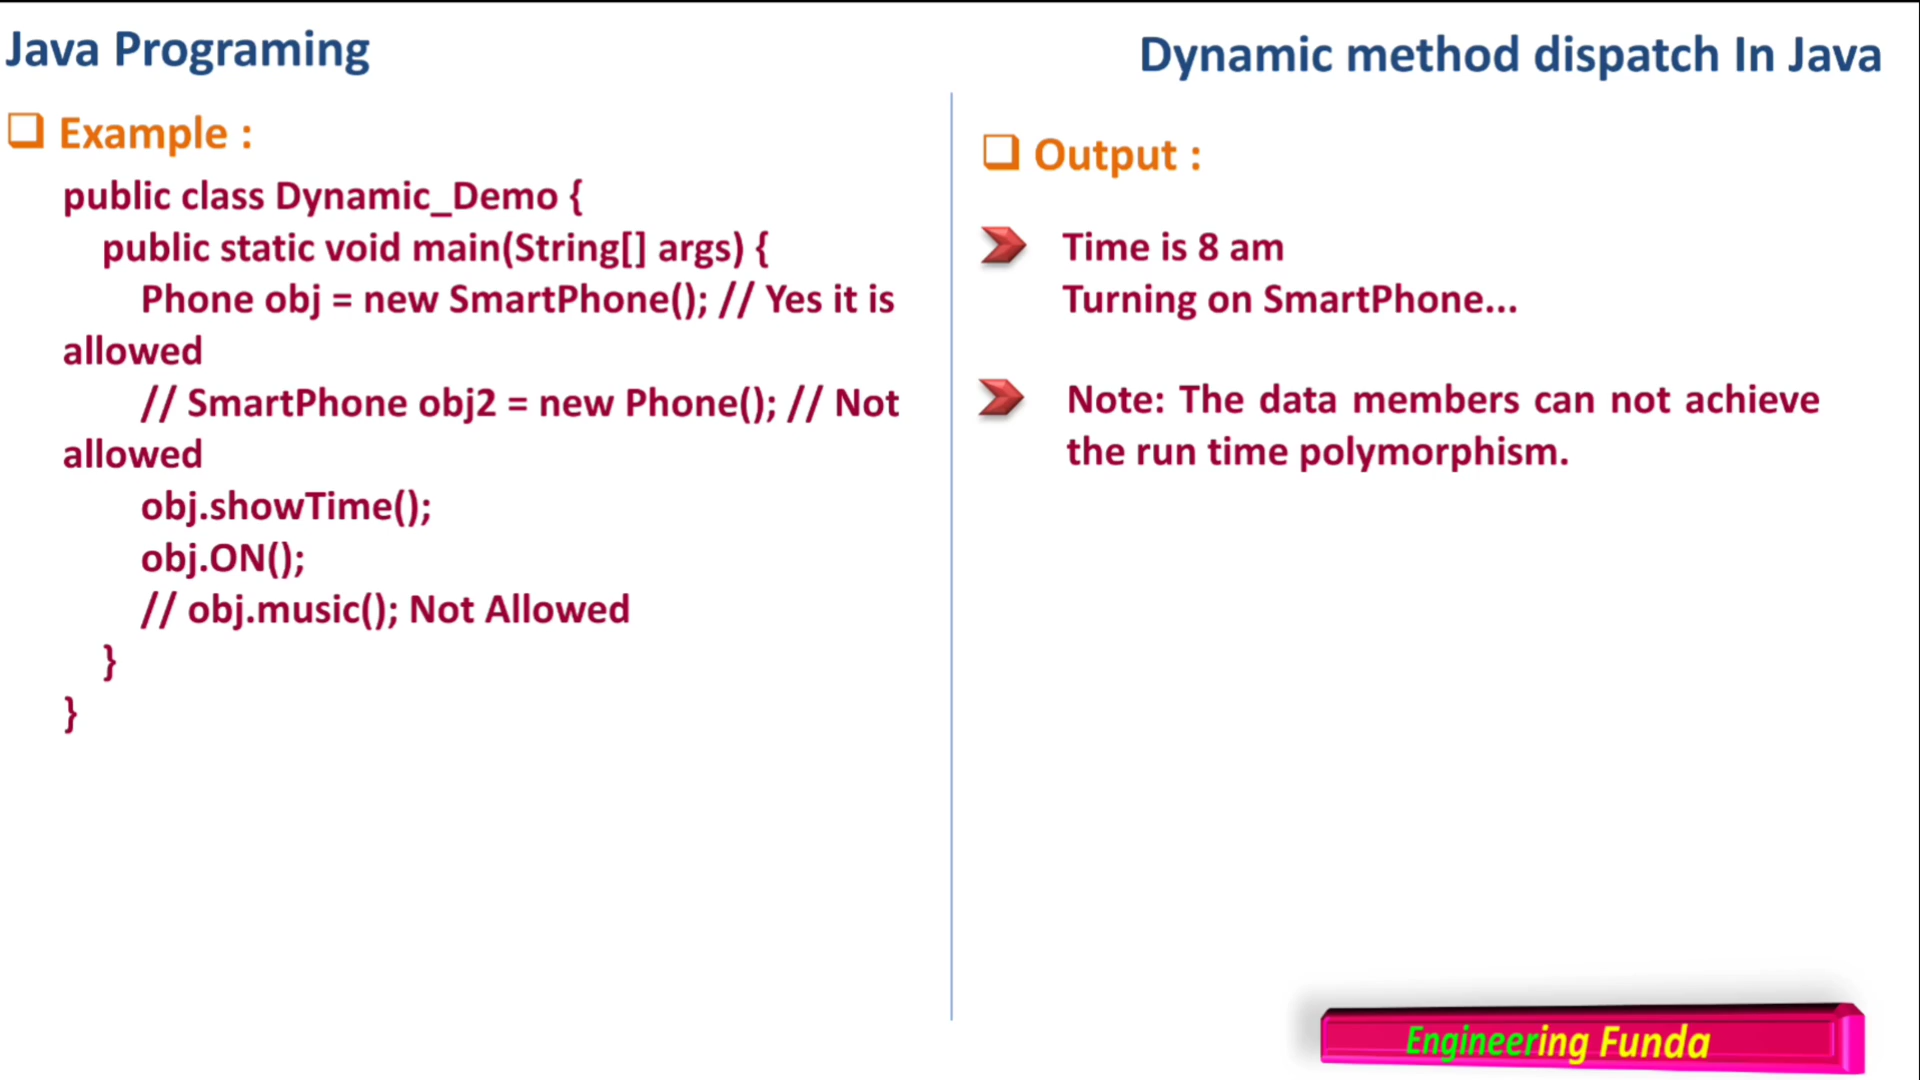 Java Programing
Dynamic method dispatch In Java
Example :
public class Dynamic_Demo {
public static void main(String[] args) {
Phone obj = new SmartPhone(); // Yes it is
allowed
// SmartPhone obj2 = new Phone(); // Not
allowed
obj.showTime();
obj.ON();
// obj.music(); Not Allowed
}
}
Output :
Time is 8 am
Turning on SmartPhone...
Note: The data members can not achieve
the run time polymorphism.
Engineering Funda